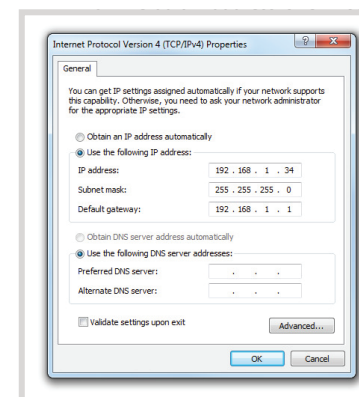 Internet Protocol Version 4 (TCP/IPv4) Properties
General
You can get IP settings assigned automatically if your network supports
this capability. Otherwise, you need to ask your network administrator
for the appropriate IP settings.
Obtain an IP address automatically
Use the following IP address:
IP address: 192 . 168 . 1 . 34
Subnet mask: 255 . 255 . 255 . 0
Default gateway: 192 . 168 . 1 . 1
Obtain DNS server address automatically
Use the following DNS server addresses:
Preferred DNS server: . . .
Alternate DNS server: . . .
Validate settings upon exit
Advanced...
OK Cancel